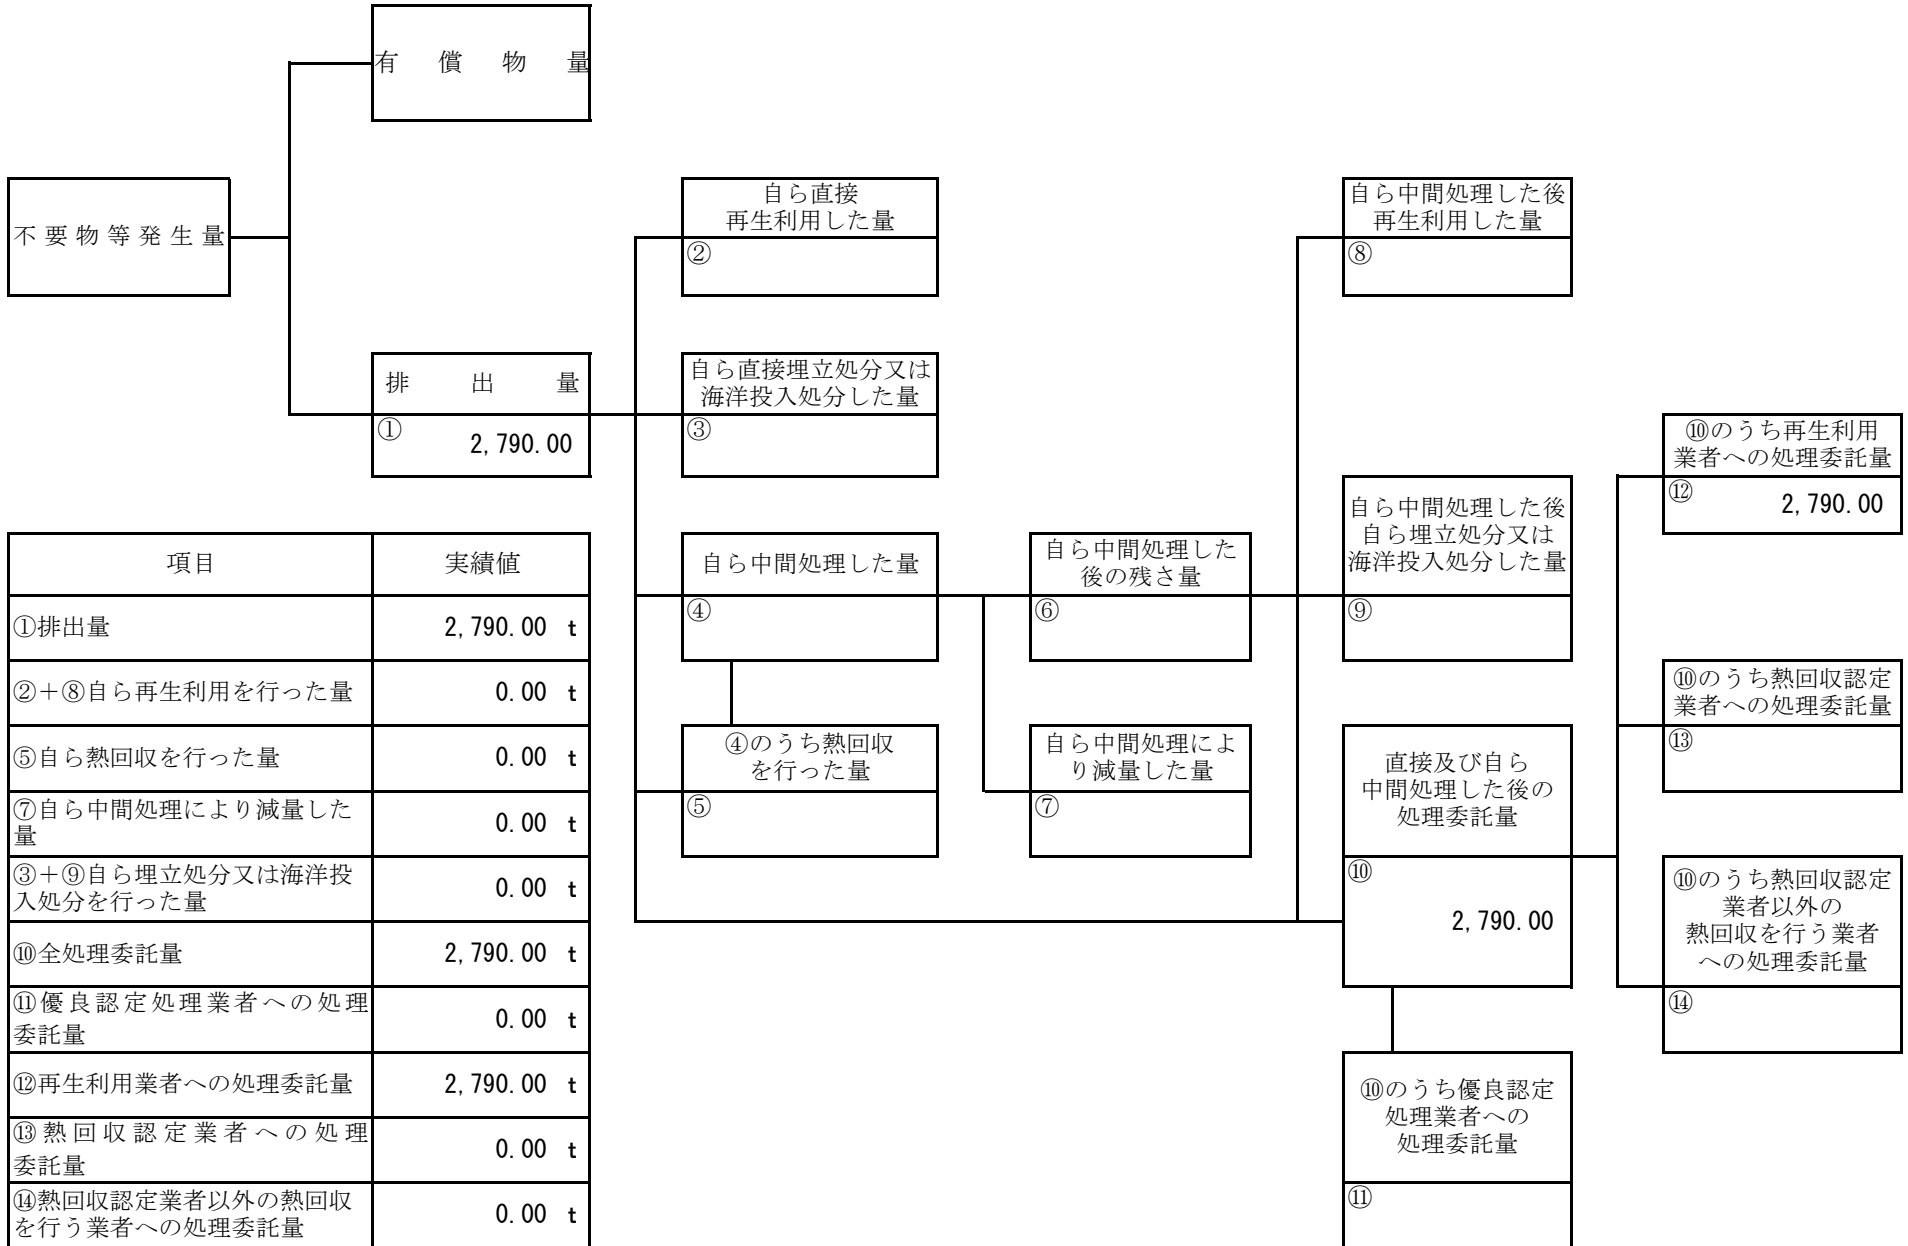 有償物量
不要物等発生量
自ら直接
再生利用した量
②
自ら中間処理した後
再生利用した量
⑧
排出量
① 2,790.00
自ら直接埋立処分又は
海洋投入処分した量
③
⑩のうち再生利用
業者への処理委託量
⑫ 2,790.00
自ら中間処理した量
④
自ら中間処理した
後の残さ量
⑥
自ら中間処理した後
自ら埋立処分又は
海洋投入処分した量
⑨
⑩のうち熱回収認定
業者への処理委託量
⑬
④のうち熱回収
を行った量
⑤
自ら中間処理によ
り減量した量
⑦
直接及び自ら
中間処理した後の
処理委託量
⑩
2,790.00
⑩のうち熱回収認定
業者以外の
熱回収を行う業者
への処理委託量
⑭
⑩のうち優良認定
処理業者への
処理委託量
⑪
項目 実績値
①排出量 2,790.00 t
②+⑧自ら再生利用を行った量 0.00 t
⑤自ら熱回収を行った量 0.00 t
⑦自ら中間処理により減量した
量 0.00 t
③+⑨自ら埋立処分又は海洋投
入処分を行った量 0.00 t
⑩全処理委託量 2,790.00 t
⑪優良認定処理業者への処理
委託量 0.00 t
⑫再生利用業者への処理委託量 2,790.00 t
⑬熱回収認定業者への処理
委託量 0.00 t
⑭熱回収認定業者以外の熱回収
を行う業者への処理委託量 0.00 t